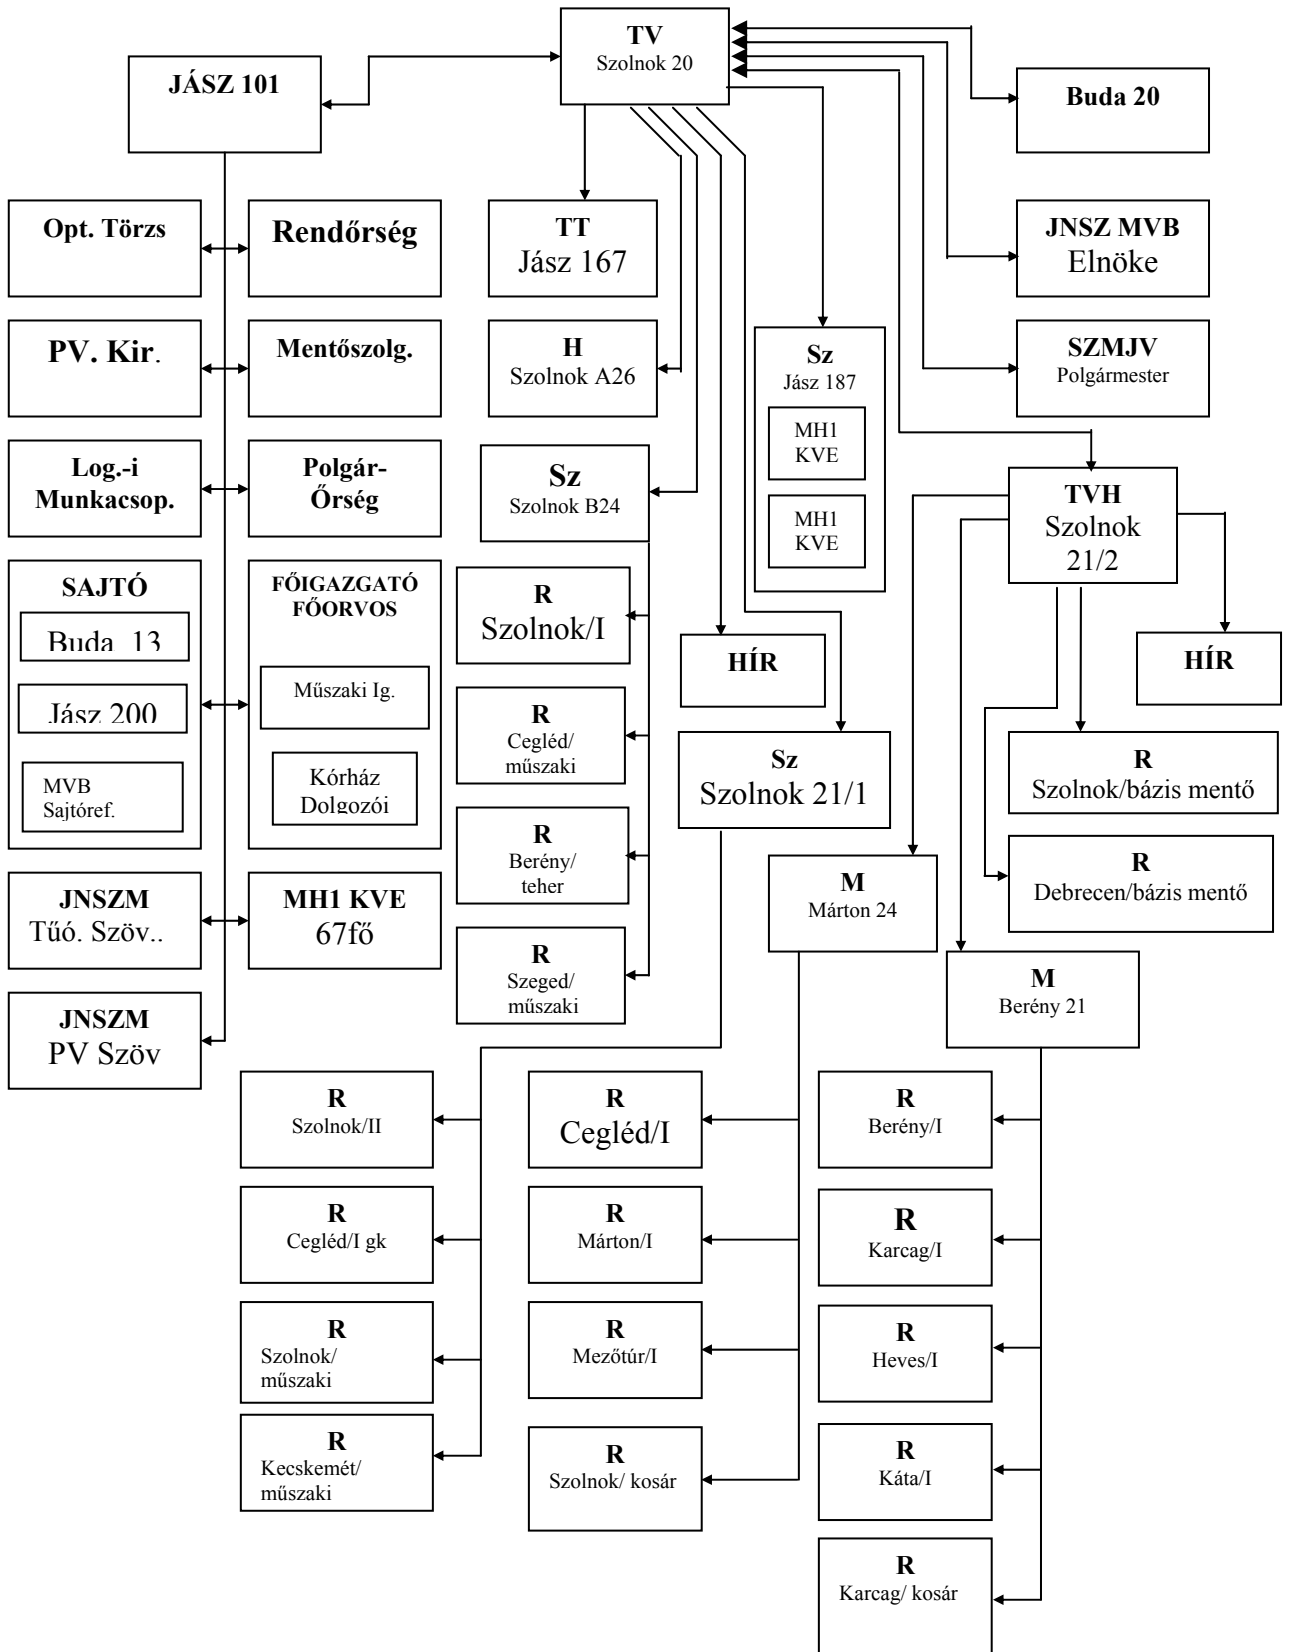 TV
Szolnok 20
JÁSZ 101
Buda 20
Opt. Törzs
Rendőrség
TT
Jász 167
JNSZ MVB
Elnöke
PV. Kir.
Mentőszolg.
H
Szolnok A26
Sz
Jász 187
MH1
KVE
MH1
KVE
SZMJV
Polgármester
Log.-i
Munkacsop.
Polgár-
Őrség
Sz
Szolnok B24
TVH
Szolnok
21/2
SAJTÓ
Buda 13
Jász 200
MVB
Sajtóref.
FŐIGAZGATÓ
FŐORVOS
Műszaki Ig.
Kórház
Dolgozói
R
Szolnok/I
HÍR
HÍR
R
Cegléd/
műszaki
Sz
Szolnok 21/1
R
Szolnok/bázis mentő
R
Berény/
teher
M
Márton 24
R
Debrecen/bázis mentő
JNSZM
Tűó. Szöv..
MH1 KVE
67fő
R
Szeged/
műszaki
M
Berény 21
JNSZM
PV Szöv
R
Szolnok/II
R
Cegléd/I
R
Berény/I
R
Cegléd/I gk
R
Márton/I
R
Karcag/I
R
Szolnok/
műszaki
R
Mezőtúr/I
R
Heves/I
R
Kecskemét/
műszaki
R
Szolnok/ kosár
R
Káta/I
R
Karcag/ kosár